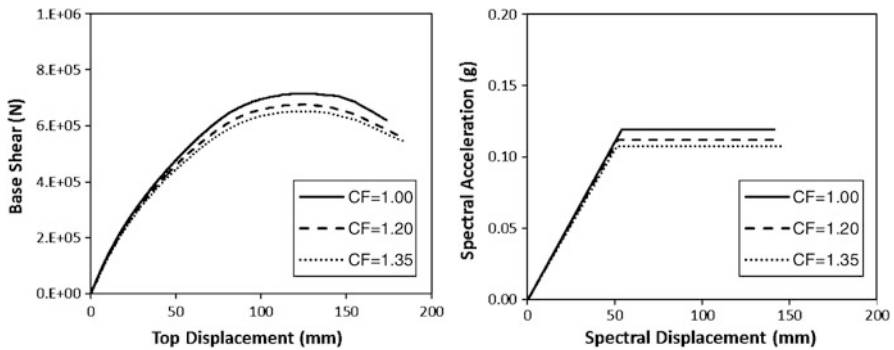 1.E+06
8.E+05
6.E+05
4.E+05
2.E+05
0.E+00
Base Shear (N)
0 50 100 150 200
Top Displacement (mm)
CF=1.00
CF=1.20
CF=1.35
0.20
0.15
0.10
0.05
0.00
Spectral Acceleration (g)
0 50 100 150 200
Spectral Displacement (mm)
CF=1.00
CF=1.20
CF=1.35